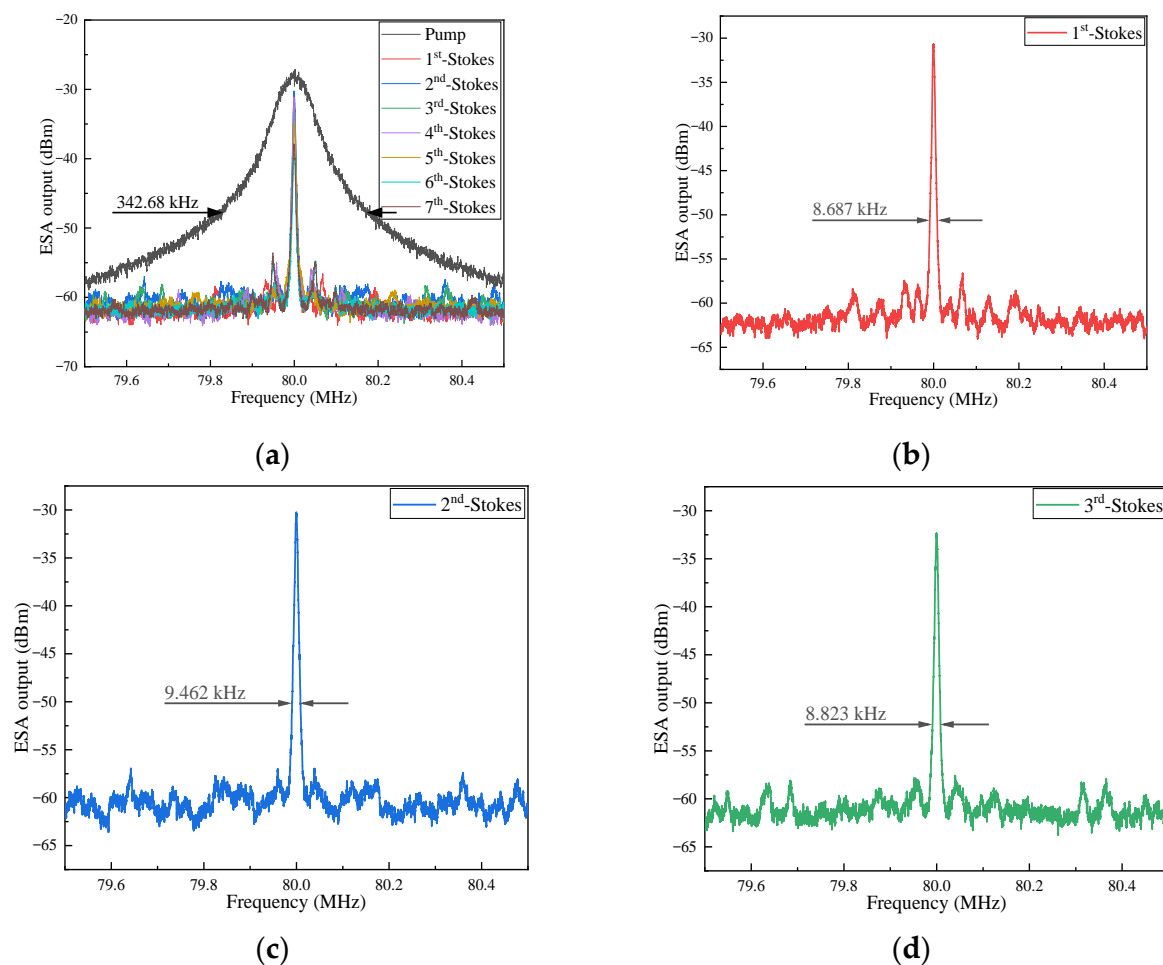 −20
−30
−40
−50
−60
−70
ESA output (dBm)
Pump
1st-Stokes
2nd-Stokes
3rd-Stokes
4th-Stokes
5th-Stokes
6th-Stokes
7th-Stokes
342.68 kHz
79.6 79.8 80.0 80.2 80.4
Frequency (MHz)
(a)
−30
−35
−40
−45
−50
−55
−60
−65
ESA output (dBm)
1st-Stokes
8.687 kHz
79.6 79.8 80.0 80.2 80.4
Frequency (MHz)
(b)
−30
−35
−40
−45
−50
−55
−60
−65
ESA output (dBm)
2nd-Stokes
9.462 kHz
79.6 79.8 80.0 80.2 80.4
Frequency (MHz)
(c)
−30
−35
−40
−45
−50
−55
−60
−65
ESA output (dBm)
3rd-Stokes
8.823 kHz
79.6 79.8 80.0 80.2 80.4
Frequency (MHz)
(d)